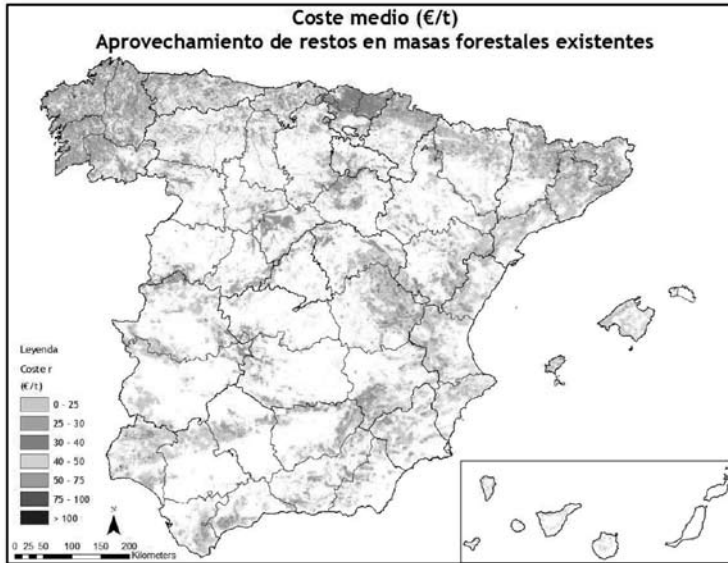 Coste medio (€/t)
Aprovechamiento de restos en masas forestales existentes
Leyenda
Coste r
(€/t)
0 - 25
25 - 30
30 - 40
40 - 50
50 - 75
75 - 100
> 100
N
0 25 50 100 150 200
Kilometers